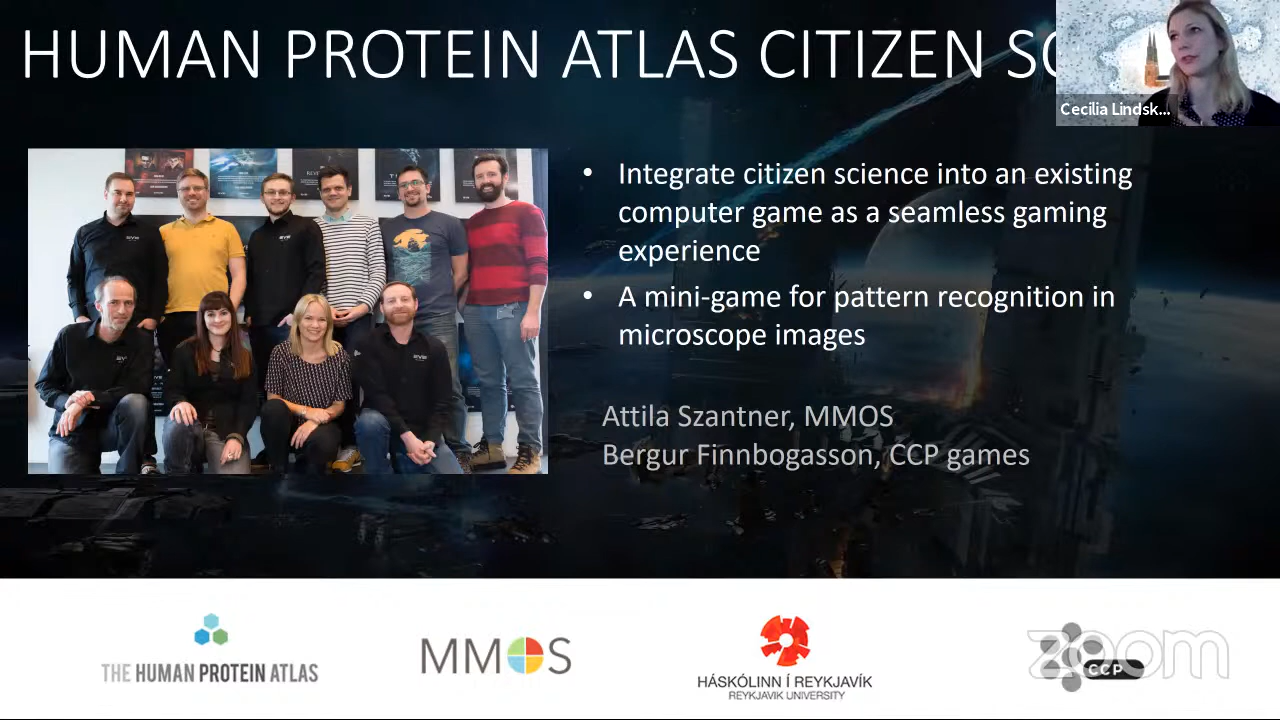 HUMAN PROTEIN ATLAS CITIZEN
Cecilia Lindsk...
• Integrate citizen science into an existing
computer game as a seamless gaming
experience
• A mini-game for pattern recognition in
microscope images
Attila Szantner, MMOS
Bergur Finnbogasson, CCP games
THE HUMAN PROTEIN ATLAS
MMOS
HÁSKÓLINN Í REYKJAVÍK
REYKJAVIK UNIVERSITY
CCP
zoom